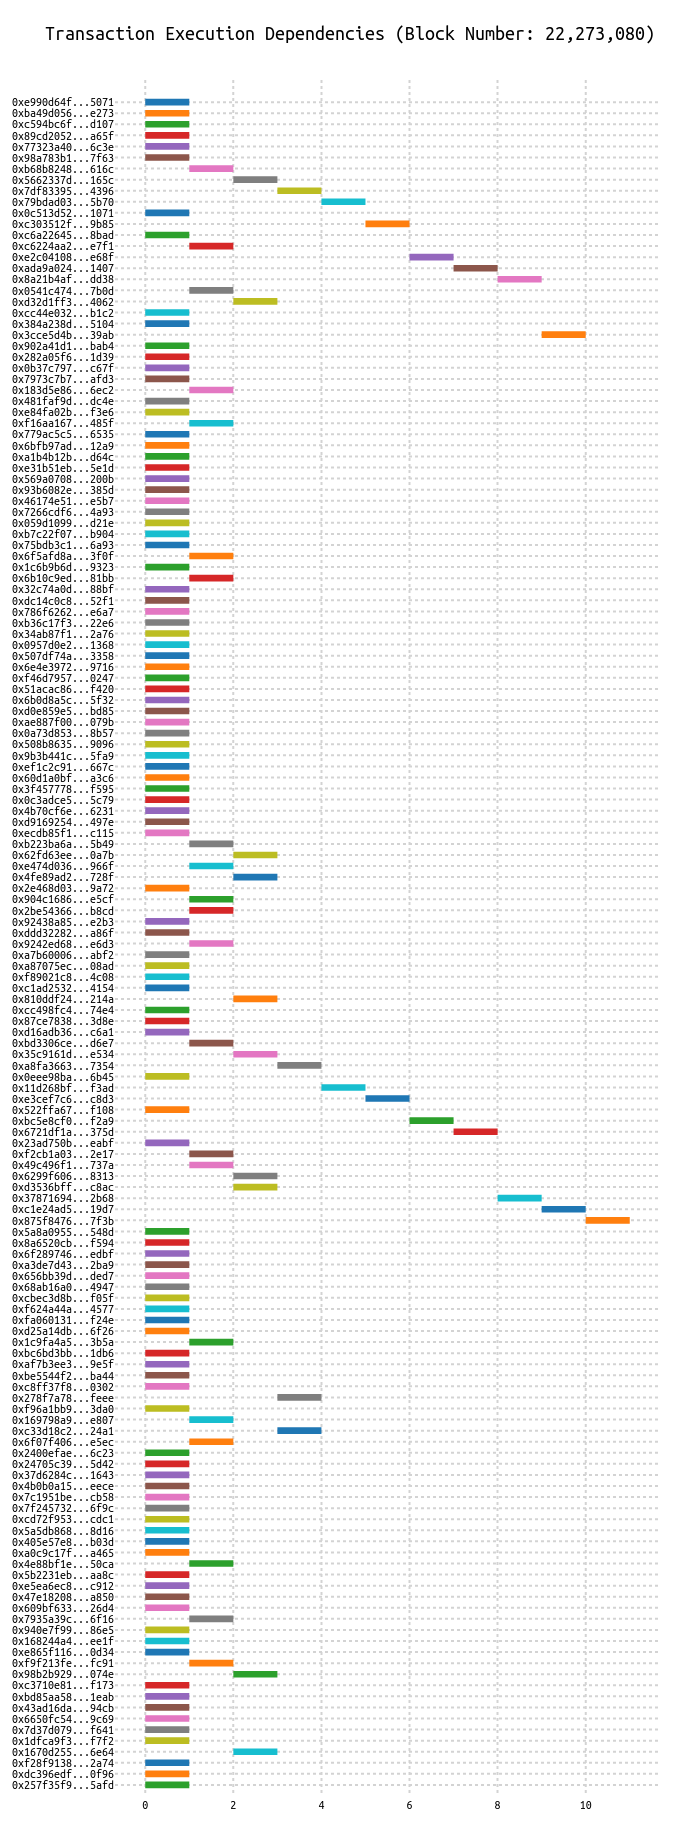 Transaction Execution Dependencies (Block Number: 22,273,080)
0xe990d64f...5071
0xba49d056...e273
0xc594bc6f...d107
0x89cd2052...a65f
0x77323a40...6c3e
0x98a783b1...7f63
0xb68b8248...616c
0x5662337d...165c
0x7df83395...4396
0x79bdad03...5b70
0x0c513d52...1071
0xc303512f...9b85
0xc6a22645...8bad
0xc6224aa2...e7f1
0xe2c04108...e68f
0xada9a024...1407
0x8a21b4af...dd38
0x0541c474...7b0d
0xd32d1ff3...4062
0xcc44e032...b1c2
0x384a238d...5104
0x3cce5d4b...39ab
0x902a41d1...bab4
0x282a05f6...1d39
0x0b37c797...c67f
0x7973c7b7...afd3
0x183d5e86...6ec2
0x481faf9d...dc4e
0xe84fa02b...f3e6
0xf16aa167...485f
0x779ac5c5...6535
0x6bfb97ad...12a9
0xa1b4b12b...d64c
0xe31b51eb...5e1d
0x569a0708...200b
0x93b6082e...385d
0x46174e51...e5b7
0x7266cdf6...4a93
0x059d1099...d21e
0xb7c22f07...b904
0x75bdb3c1...6a93
0x6f5afd8a...3f0f
0x1c6b9b6d...9323
0x6b10c9ed...81bb
0x32c74a0d...88bf
0xdc14c0c8...52f1
0x786f6262...e6a7
0xb36c17f3...22e6
0x34ab87f1...2a76
0x0957d0e2...1368
0x507df74a...3358
0x6e4e3972...9716
0xf46d7957...0247
0x51acac86...f420
0x6b0d8a5c...5f32
0xd0e859e5...bd85
0xae887f00...079b
0x0a73d853...8b57
0x508b8635...9096
0x9b3b441c...5fa9
0xef1c2c91...667c
0x60d1a0bf...a3c6
0x3f457778...f595
0x0c3adce5...5c79
0x4b70cf6e...6231
0xd9169254...497e
0xecdb85f1...c115
0xb223ba6a...5b49
0x62fd63ee...0a7b
0xe474d036...966f
0x4fe89ad2...728f
0x2e468d03...9a72
0x904c1686...e5cf
0x2be54366...b8cd
0x92438a85...e2b3
0xddd32282...a86f
0x9242ed68...e6d3
0xa7b60006...abf2
0xa87075ec...08ad
0xf89021c8...4c08
0xc1ad2532...4154
0x810ddf24...214a
0xcc498fc4...74e4
0x87ce7838...3d8e
0xd16adb36...c6a1
0xbd3306ce...d6e7
0x35c9161d...e534
0xa8fa3663...7354
0x0eee98ba...6b45
0x11d268bf...f3ad
0xe3cef7c6...c8d3
0x522ffa67...f108
0xbc5e8cf0...f2a9
0x6721df1a...375d
0x23ad750b...eabf
0xf2cb1a03...2e17
0x49c496f1...737a
0x6299f606...8313
0xd3536bff...c8ac
0x37871694...2b68
0xc1e24ad5...19d7
0x875f8476...7f3b
0x5a8a0955...548d
0x8a6520cb...f594
0x6f289746...edbf
0xa3de7d43...2ba9
0x656bb39d...ded7
0x68ab16a0...4947
0xcbec3d8b...f05f
0xf624a44a...4577
0xfa060131...f24e
0xd25a14db...6f26
0x1c9fa4a5...3b5a
0xbc6bd3bb...1db6
0xaf7b3ee3...9e5f
0xbe5544f2...ba44
0xc8ff37f8...0302
0x278f7a78...feee
0xf96a1bb9...3da0
0x169798a9...e807
0xc33d18c2...24a1
0x6f07f406...e5ec
0x2400efae...6c23
0x24705c39...5d42
0x37d6284c...1643
0x4b0b0a15...eece
0x7c1951be...cb58
0x7f245732...6f9c
0xcd72f953...cdc1
0x5a5db868...8d16
0x405e57e8...b03d
0xa0c9c17f...a465
0x4e88bf1e...50ca
0x5b2231eb...aa8c
0xe5ea6ec8...c912
0x47e18208...a850
0x609bf633...26d4
0x7935a39c...6f16
0x940e7f99...86e5
0x168244a4...ee1f
0xe865f116...0d34
0xf9f213fe...fc91
0x98b2b929...074e
0xc3710e81...f173
0xbd85aa58...1eab
0x43ad16da...94cb
0x6650fc54...9c69
0x7d37d079...f641
0x1dfca9f3...f7f2
0x1670d255...6e64
0xf28f9138...2a74
0xdc396edf...0f96
0x257f35f9...5afd
0 2 4 6 8 10